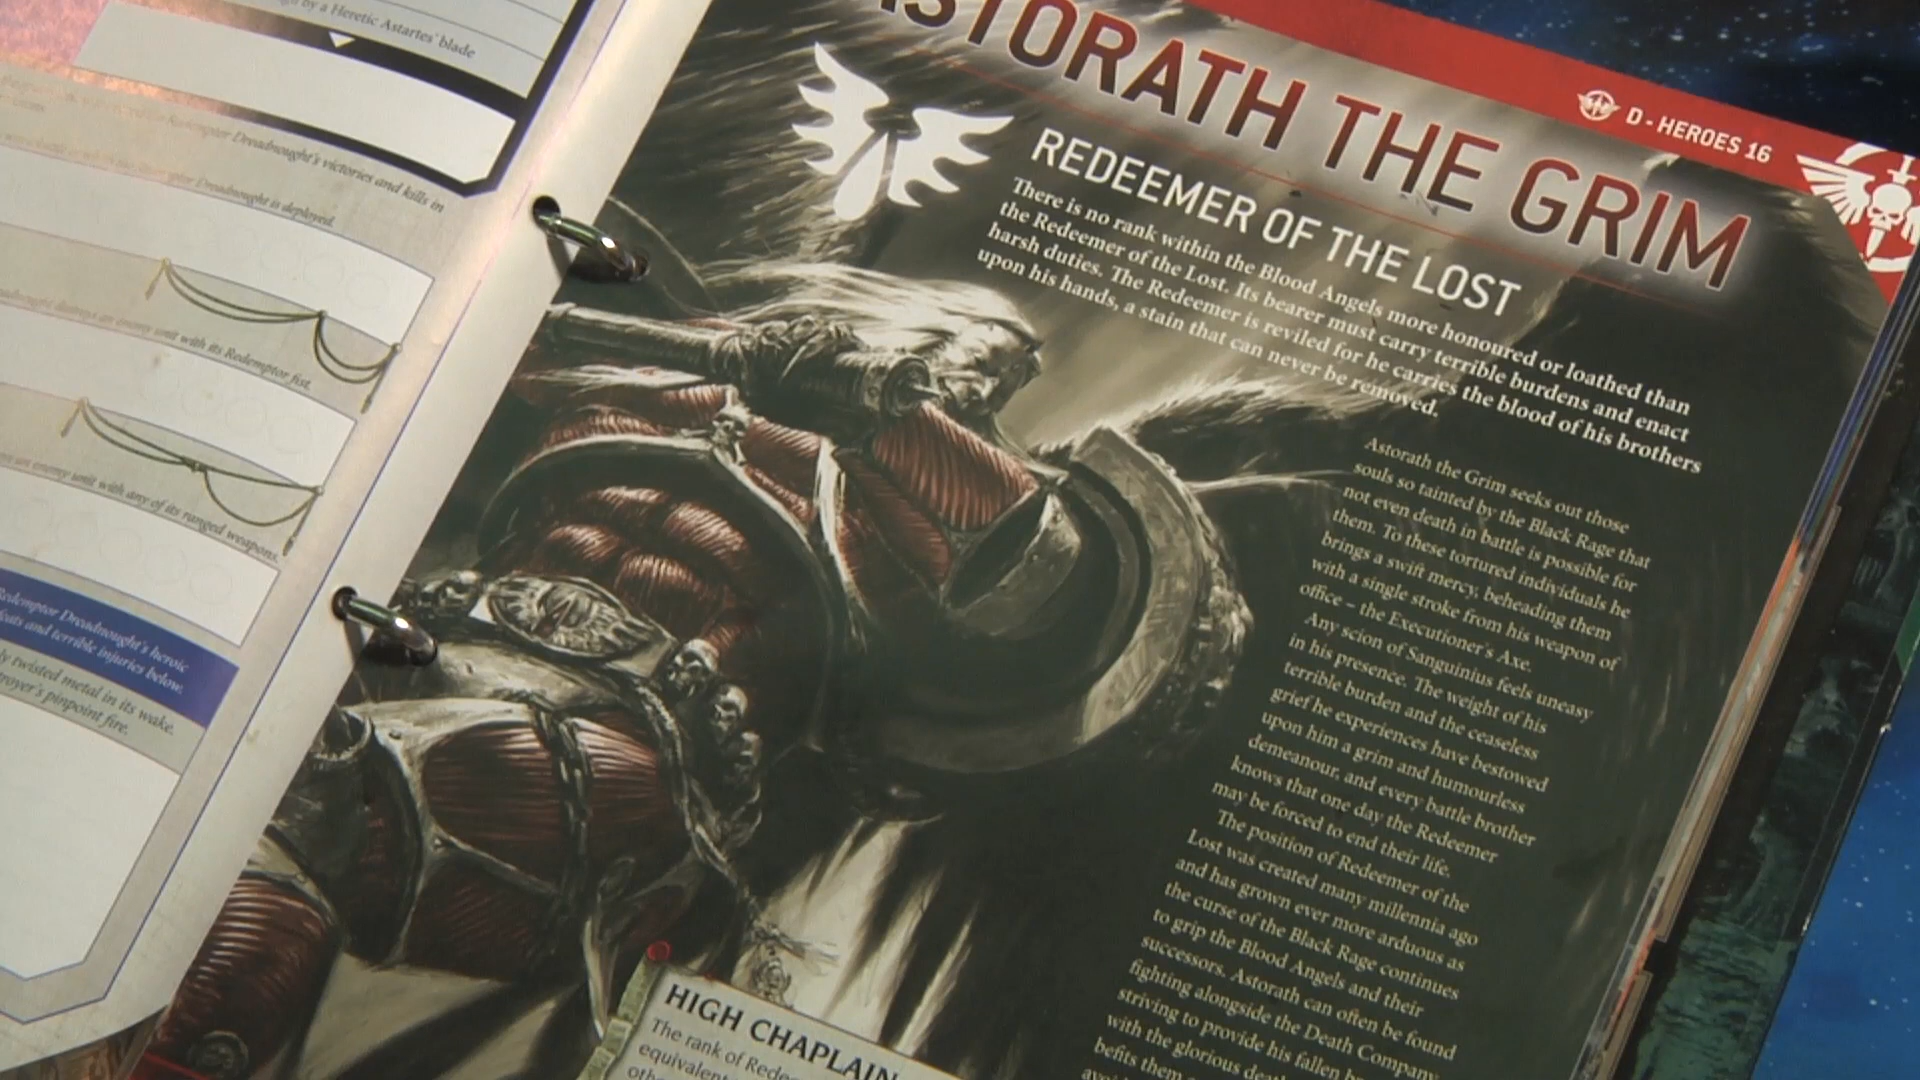 by a Heretic Astartes' blade
Redemptor Dreadnought's victories and kills in
Dreadnought is deployed.
destroys an enemy unit with its Redemptor fist.
an enemy unit with any of its ranged weapons.
Redemptor Dreadnought's heroic
feats and terrible injuries below.
twisted metal in its wake.
pinpoint fire.
ASTORATH THE GRIM
D - HEROES 16
REDEEMER OF THE LOST
There is no rank within the Blood Angels more honoured or loathed than
the Redeemer of the Lost. Its bearer must carry terrible burdens and enact
harsh duties. The Redeemer is reviled for he carries the blood of his brothers
upon his hands, a stain that can never be removed.
Astorath the Grim seeks out those
souls so tainted by the Black Rage that
not even death in battle is possible for
them. To these tortured individuals he
brings a swift mercy, beheading them
with a single stroke from his weapon of
office – the Executioner's Axe.
Any scion of Sanguinius feels uneasy
in his presence. The weight of his
terrible burden and the ceaseless
grief he experiences have bestowed
upon him a grim and humourless
demeanour, and every battle brother
knows that one day the Redeemer
may be forced to end their life.
The position of Redeemer of the
Lost was created many millennia ago
and has grown ever more arduous as
the curse of the Black Rage continues
to grip the Blood Angels and their
successors. Astorath can often be found
fighting alongside the Death Company
striving to provide his fallen
with the glorious
befits them
HIGH CHAPLAIN
The rank of
equivalent